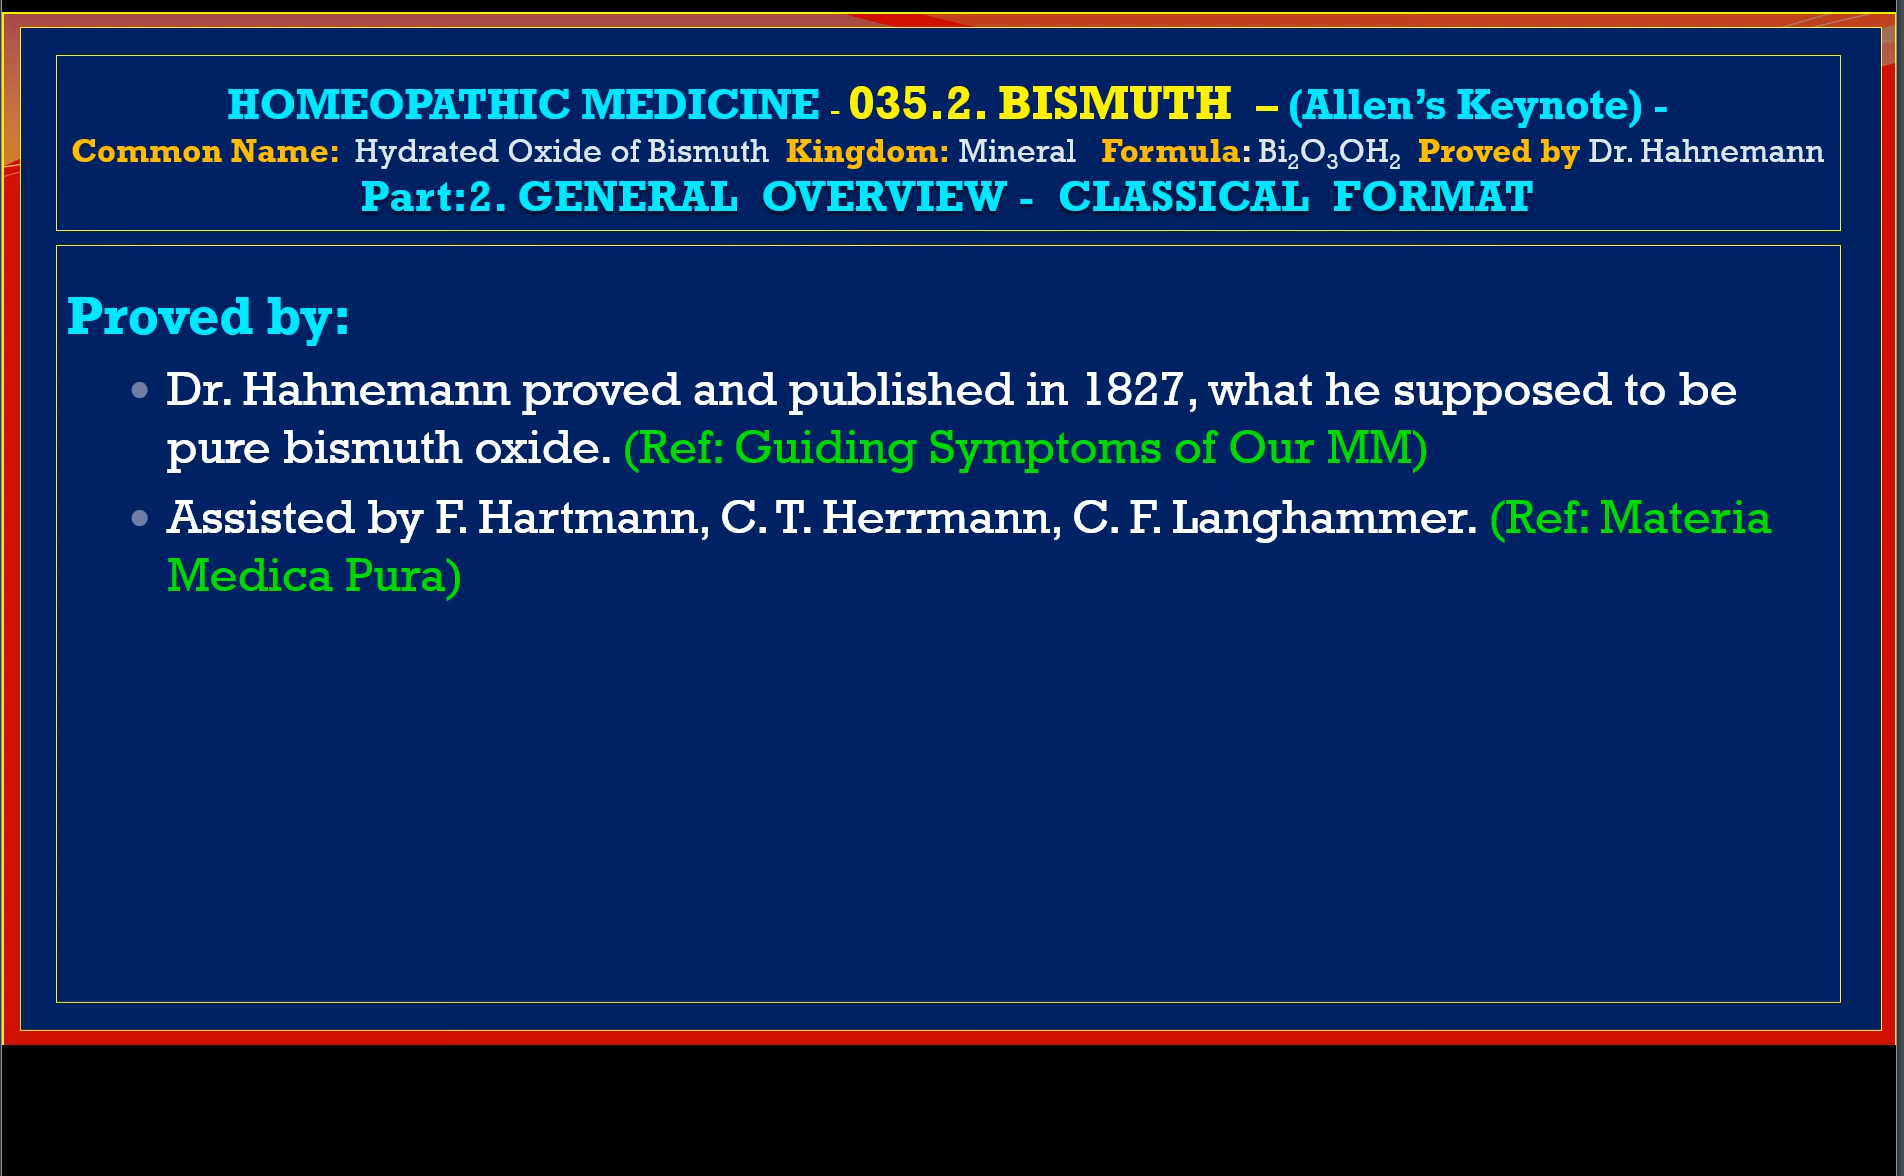 HOMEOPATHIC MEDICINE - 035.2. BISMUTH – (Allen’s Keynote) -
Common Name: Hydrated Oxide of Bismuth Kingdom: Mineral Formula: Bi₂O₃OH₂ Proved by Dr. Hahnemann
Part:2. GENERAL OVERVIEW - CLASSICAL FORMAT
Proved by:
• Dr. Hahnemann proved and published in 1827, what he supposed to be
pure bismuth oxide. (Ref: Guiding Symptoms of Our MM)
• Assisted by F. Hartmann, C. T. Herrmann, C. F. Langhammer. (Ref: Materia
Medica Pura)